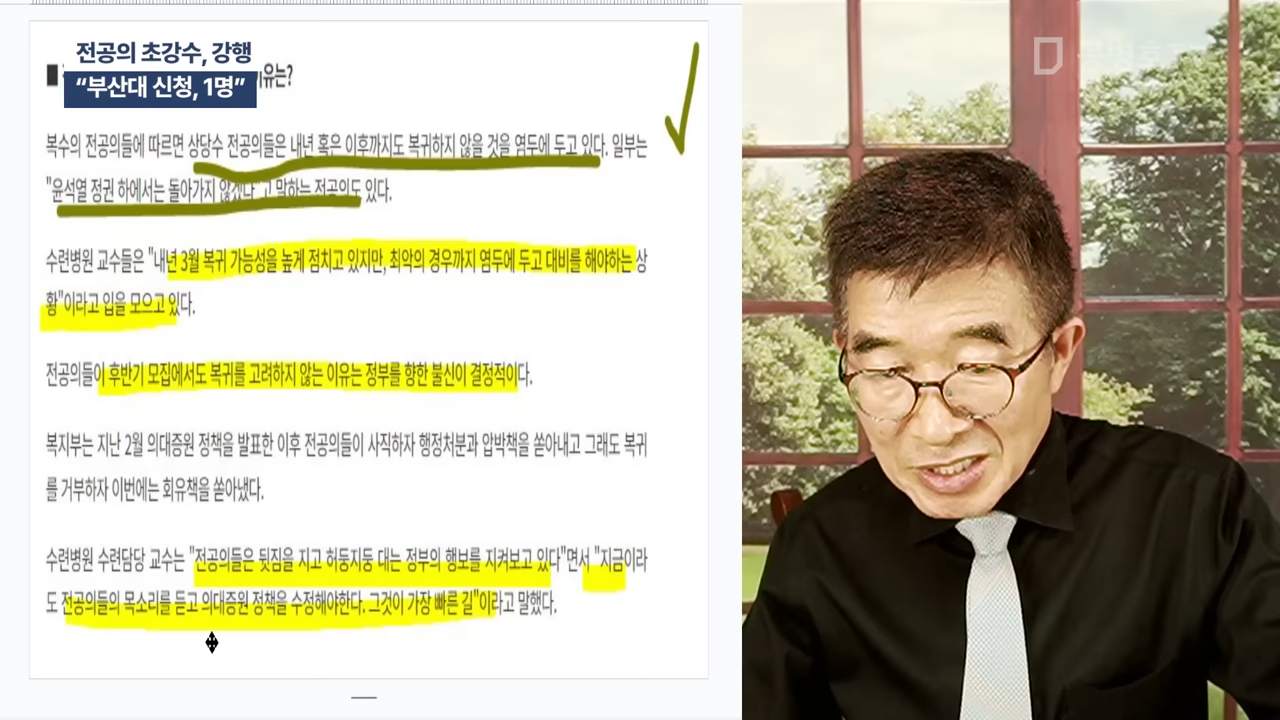 전공의 초강수, 강행
“부산대 신청, 1명”
이유는?
복수의 전공의들에 따르면 상당수 전공의들은 내년 혹은 이후까지도 복귀하지 않을 것을 염두에 두고 있다. 일부는
"윤석열 정권 하에서는 돌아가지 않겠다"고 말하는 전공의도 있다.
수련병원 교수들은 "내년 3월 복귀 가능성을 높게 점치고 있지만, 최악의 경우까지 염두에 두고 대비를 해야하는 상
황"이라고 입을 모으고 있다.
전공의들이 후반기 모집에서도 복귀를 고려하지 않는 이유는 정부를 향한 불신이 결정적이다.
복지부는 지난 2월 의대증원 정책을 발표한 이후 전공의들이 사직하자 행정처분과 압박책을 쏟아내고 그래도 복귀
를 거부하자 이번에는 회유책을 쏟아냈다.
수련병원 수련담당 교수는 "전공의들은 뒷짐을 지고 허둥지둥 대는 정부의 행보를 지켜보고 있다"면서 "지금이라
도 전공의들의 목소리를 듣고 의대증원 정책을 수정해야한다. 그것이 가장 빠른 길"이라고 말했다.